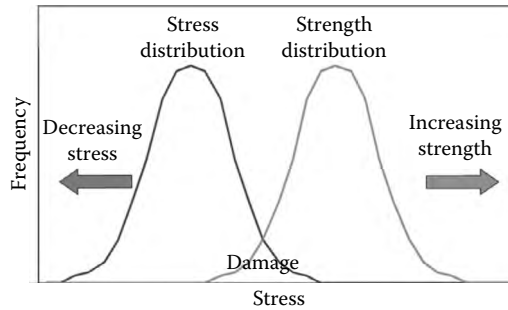 Stress
distribution
Strength
distribution
Decreasing
stress
Increasing
strength
Frequency
Damage
Stress